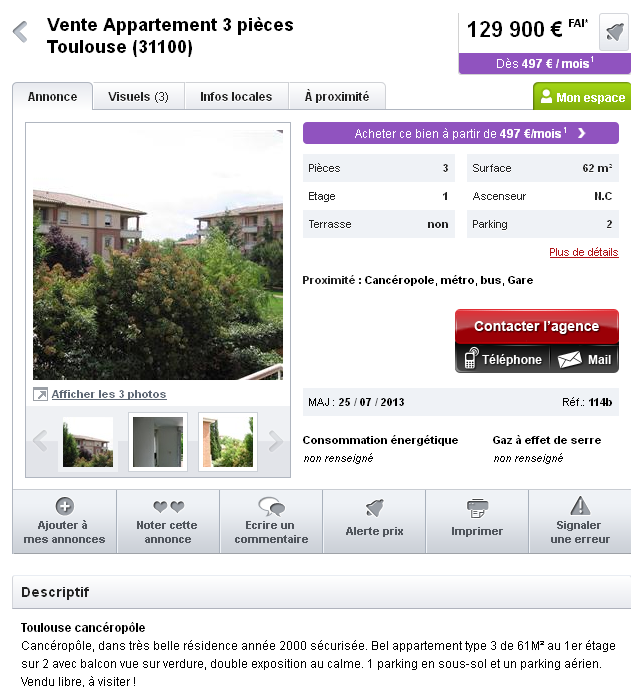 Vente Appartement 3 pièces
Toulouse (31100)
129 900 € FAI*
Dès 497 € / mois1
Annonce
Visuels (3)
Infos locales
À proximité
Mon espace
Acheter ce bien à partir de 497 €/mois 1
Pièces 3
Surface 62 m²
Etage 1
Ascenseur N.C
Terrasse non
Parking 2
Plus de détails
Proximité : Cancéropole, métro, bus, Gare
Contacter l'agence
Téléphone
Mail
Afficher les 3 photos
MAJ : 25 / 07 / 2013
Réf.: 114b
Consommation énergétique
non renseigné
Gaz à effet de serre
non renseigné
Ajouter à
mes annonces
Noter cette
annonce
Ecrire un
commentaire
Alerte prix
Imprimer
Signaler
une erreur
Descriptif
Toulouse cancéropôle
Cancéropôle, dans très belle résidence année 2000 sécurisée. Bel appartement type 3 de 61M² au 1er étage
sur 2 avec balcon vue sur verdure, double exposition au calme. 1 parking en sous-sol et un parking aérien.
Vendu libre, à visiter !